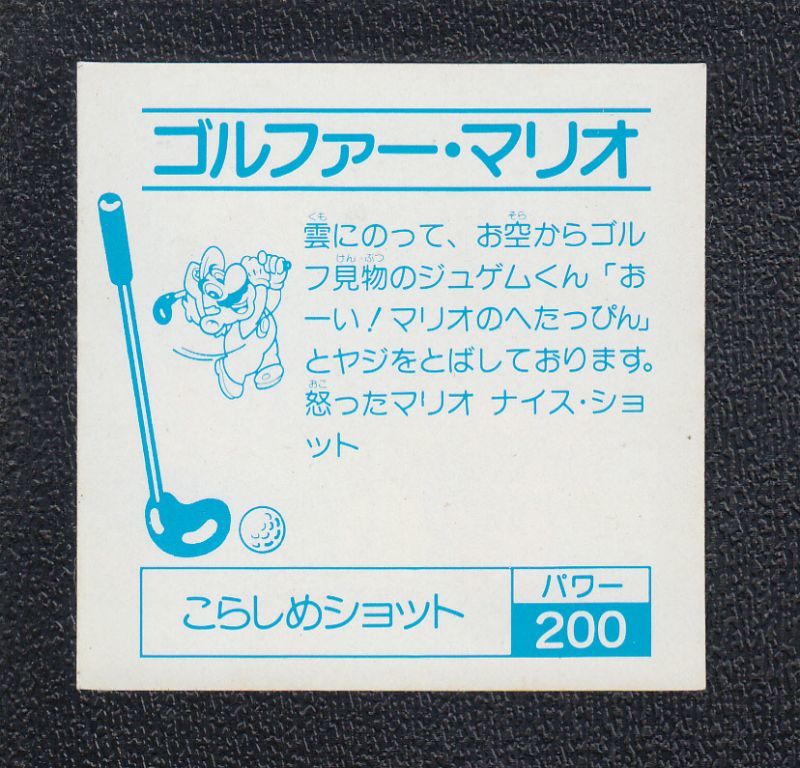 ゴルファー・マリオ
雲にのって、お空からゴル
フ見物のジュゲムくん「お
ーい!マリオのへたっぴん」
とヤジをとばしております。
怒ったマリオ ナイス・ショ
ット
くも
そら
けん・ぶつ
おこ
こらしめショット
パワー
200